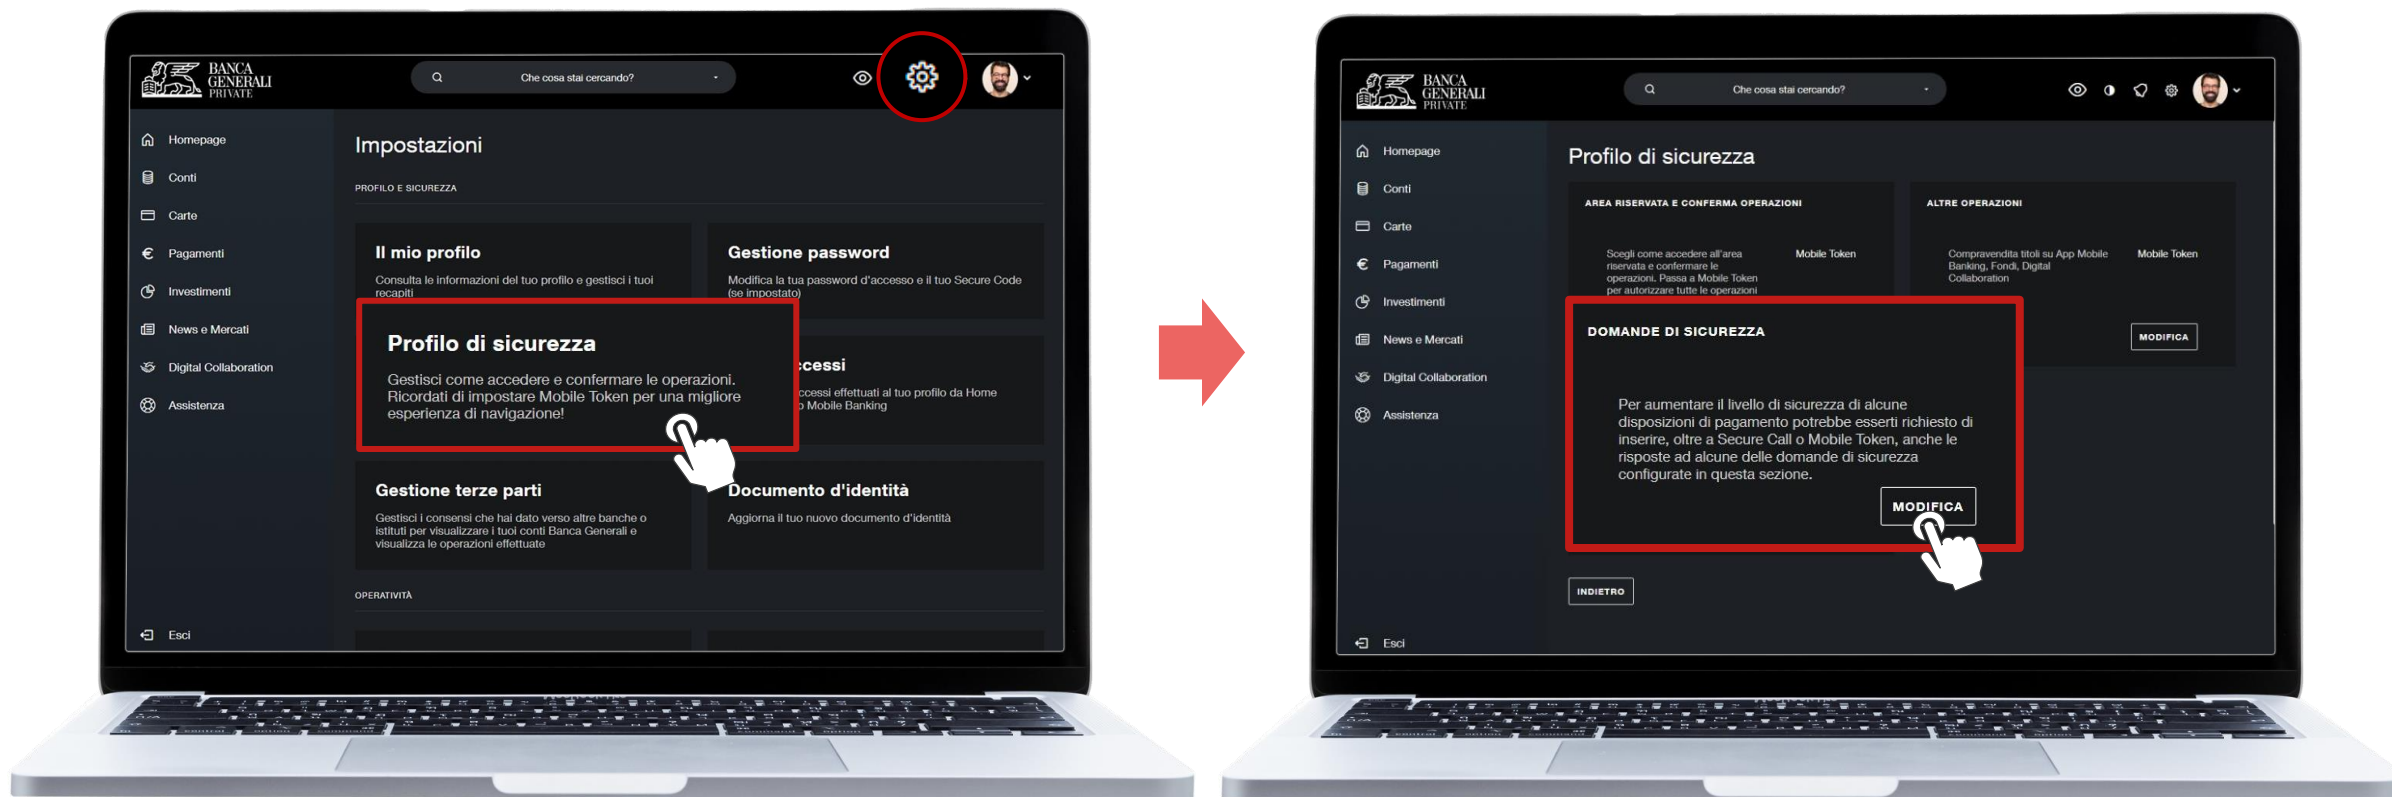 BANCA
GENERALI
PRIVATE
Che cosa stai cercando?
Homepage
Conti
Carte
Pagamenti
Investimenti
News e Mercati
Digital Collaboration
Assistenza
Esci
Impostazioni
PROFILO E SICUREZZA
Il mio profilo
Consulta le informazioni del tuo profilo e gestisci i tuoi
recapiti
Gestione password
Modifica la tua password d'accesso e il tuo Secure Code
(se impostato)
Profilo di sicurezza
Gestisci come accedere e confermare le operazioni.
Ricordati di impostare Mobile Token per una migliore
esperienza di navigazione!
effettuati al tuo profilo da Home
Mobile Banking
Gestione terze parti
Gestisci i consensi che hai dato verso altre banche o
istituti per visualizzare i tuoi conti Banca Generali e
visualizza le operazioni effettuate
Documento d'identità
Aggiorna il tuo nuovo documento d'identità
OPERATIVITÀ
control option command command option
BANCA
GENERALI
PRIVATE
Che cosa stai cercando?
Homepage
Conti
Carte
Pagamenti
Investimenti
News e Mercati
Digital Collaboration
Assistenza
Esci
Profilo di sicurezza
AREA RISERVATA E CONFERMA OPERAZIONI
Scegli come accedere all'area
riservata e confermare le
operazioni. Passa a Mobile Token
per autorizzare tutte le operazioni
Mobile Token
ALTRE OPERAZIONI
Compravendita titoli su App Mobile
Banking, Fondi, Digital
Collaboration
Mobile Token
MODIFICA
DOMANDE DI SICUREZZA
Per aumentare il livello di sicurezza di alcune
disposizioni di pagamento potrebbe esserti richiesto di
inserire, oltre a Secure Call o Mobile Token, anche le
risposte ad alcune delle domande di sicurezza
configurate in questa sezione.
MODIFICA
INDIETRO
control option command command option